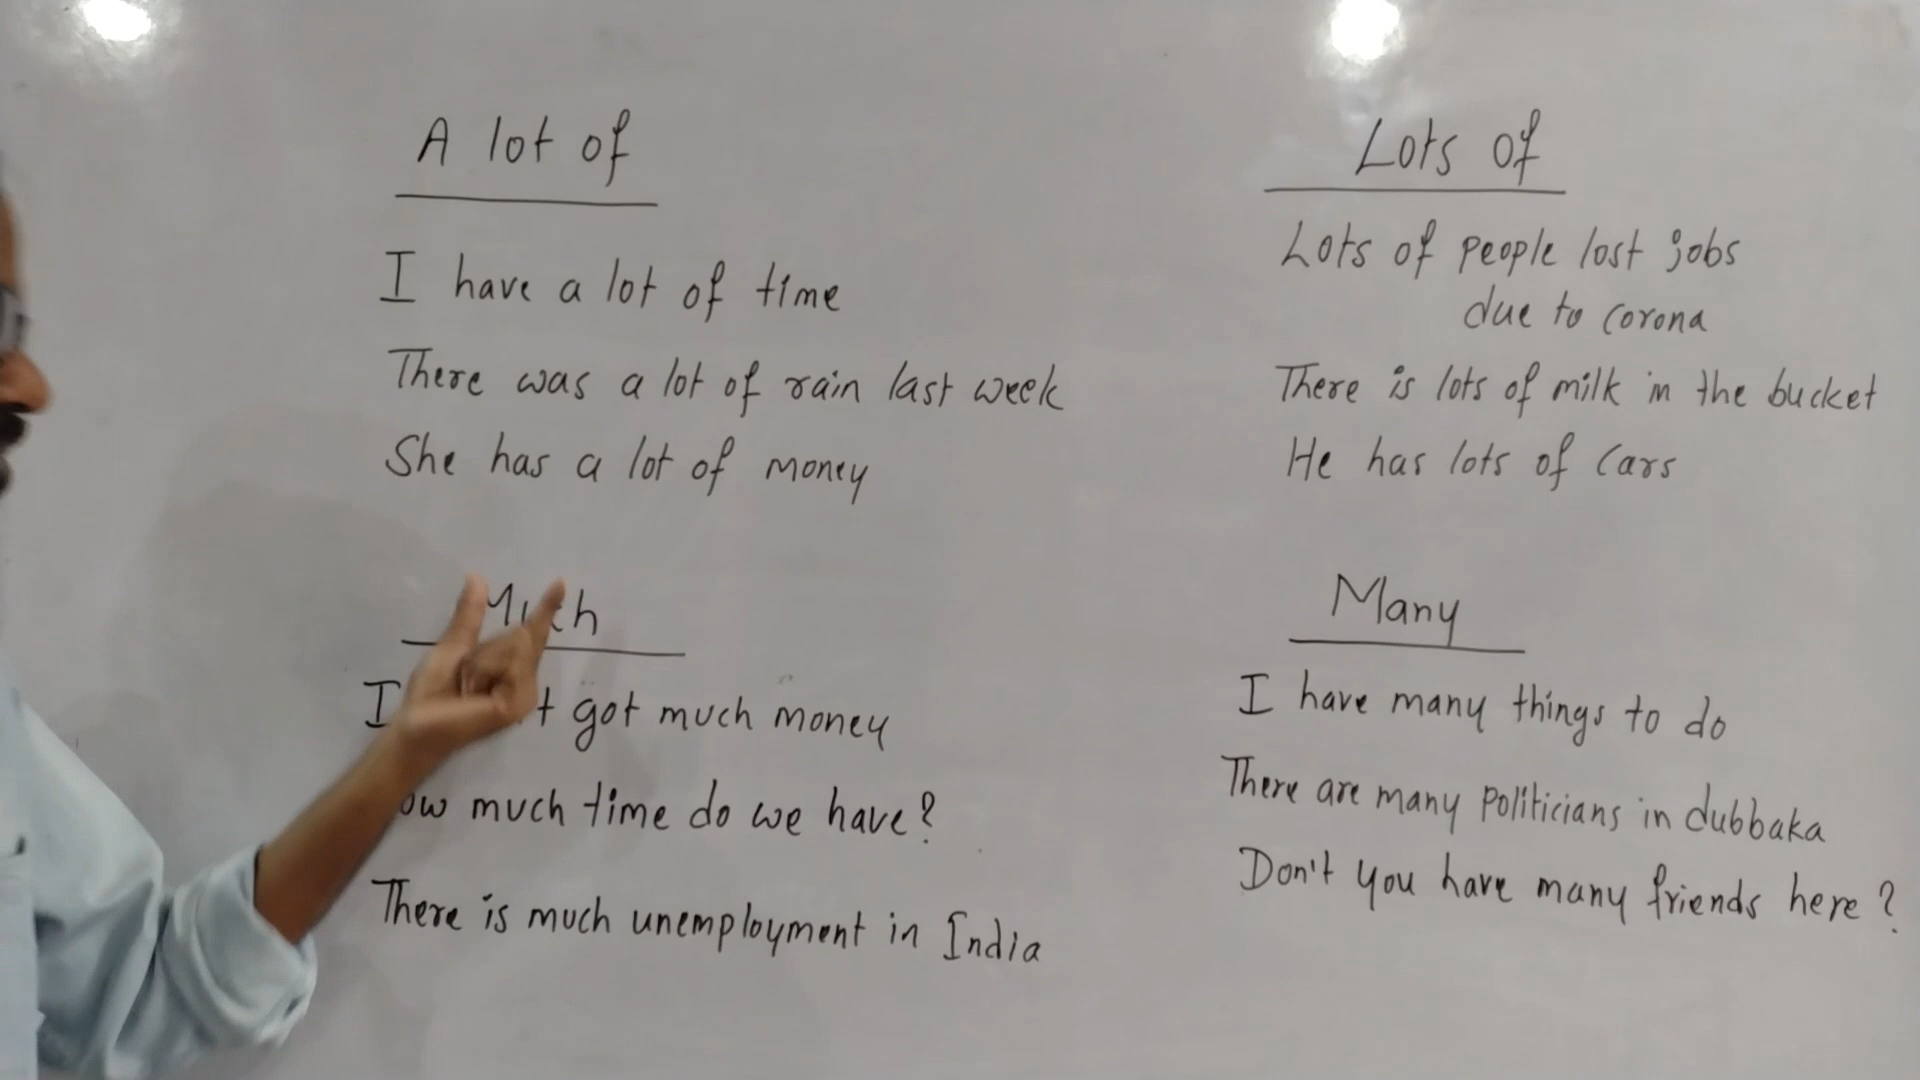 A lot of
I have a lot of time
There was a lot of rain last week
She has a lot of money
Lots of
Lots of people lost jobs
due to corona
There is lots of milk in the bucket
He has lots of cars
Much
I got much money
much time do we have?
There is much unemployment in India
Many
I have many things to do
There are many politicians in dubbaka
Don't you have many friends here?